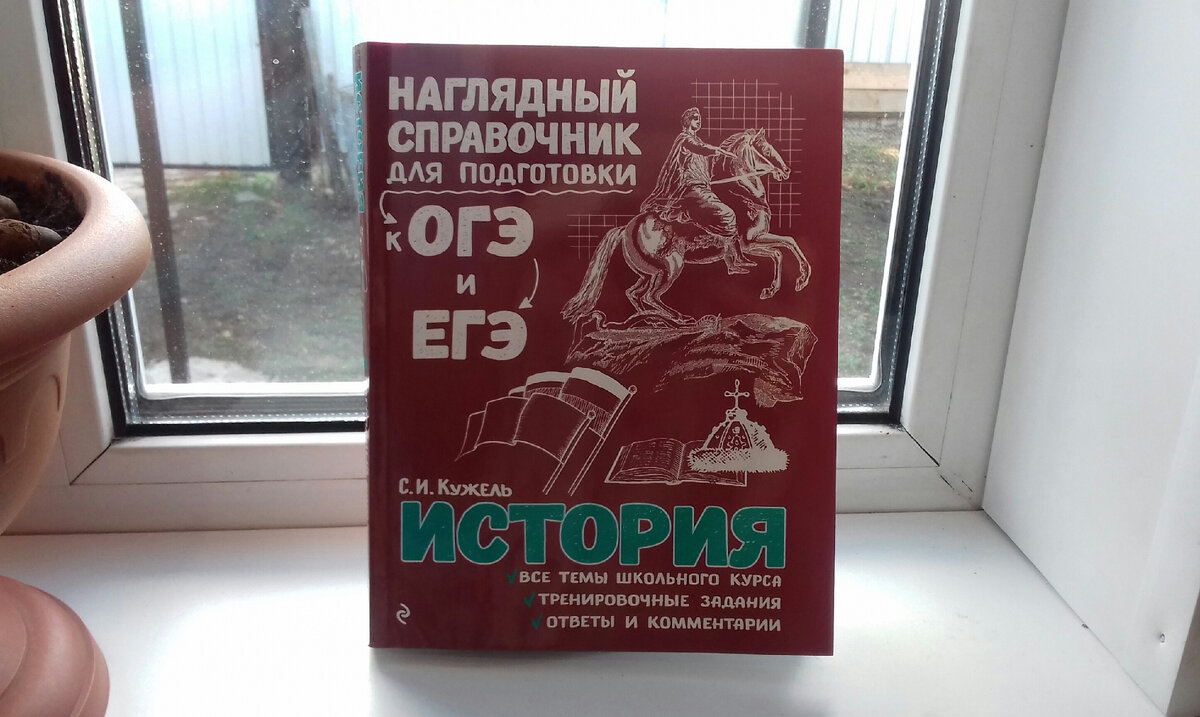 НАГЛЯДНЫЙ
СПРАВОЧНИК
ДЛЯ ПОДГОТОВКИ
К ОГЭ
И
ЕГЭ
С.И. КУЖЕЛЬ
ИСТОРИЯ
ВСЕ ТЕМЫ ШКОЛЬНОГО КУРСА
ТРЕНИРОВОЧНЫЕ ЗАДАНИЯ
ОТВЕТЫ И КОММЕНТАРИИ